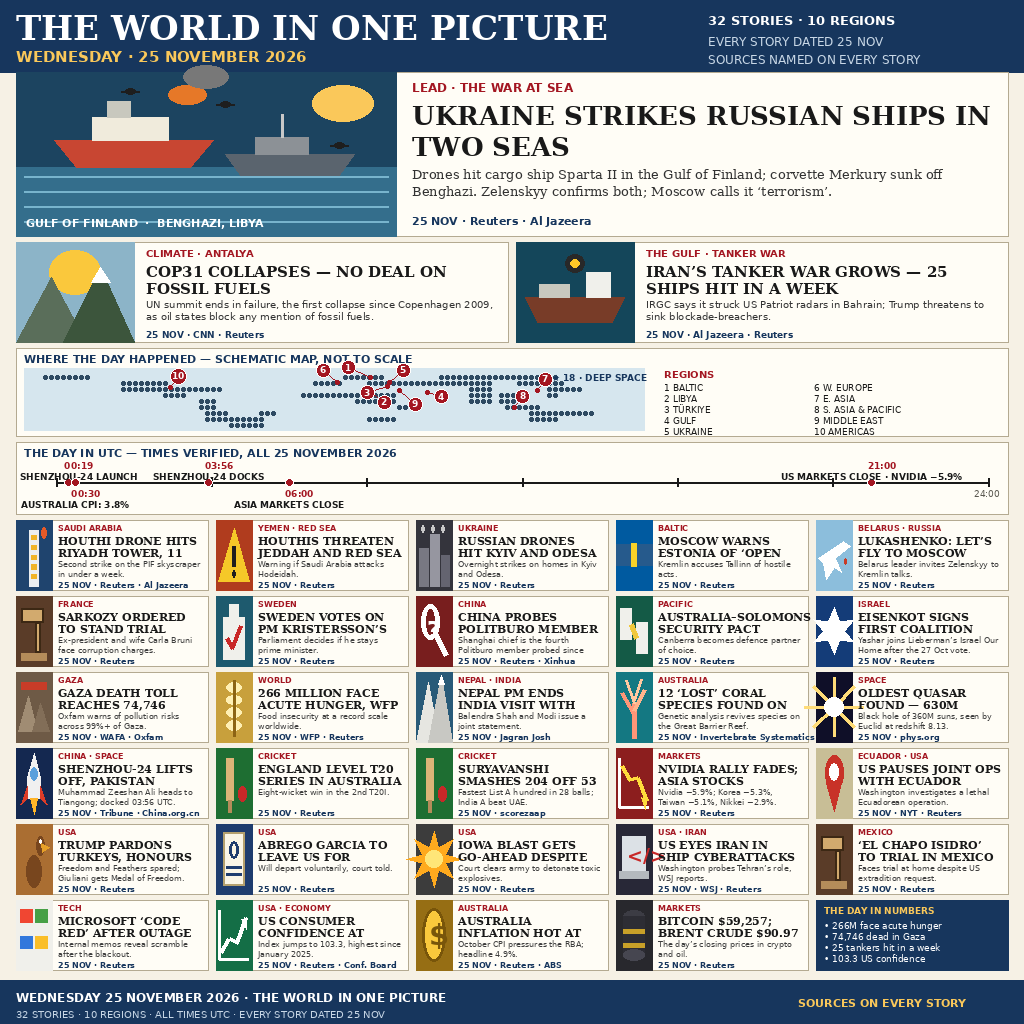 THE WORLD IN ONE PICTURE
WEDNESDAY · 25 NOVEMBER 2026
32 STORIES · 10 REGIONS
EVERY STORY DATED 25 NOV
SOURCES NAMED ON EVERY STORY
GULF OF FINLAND · BENGHAZI, LIBYA
LEAD · THE WAR AT SEA
UKRAINE STRIKES RUSSIAN SHIPS IN
TWO SEAS
Drones hit cargo ship Sparta II in the Gulf of Finland; corvette Merkury sunk off
Benghazi. Zelenskyy confirms both; Moscow calls it ‘terrorism’.
25 NOV · Reuters · Al Jazeera
CLIMATE · ANTALYA
COP31 COLLAPSES — NO DEAL ON
FOSSIL FUELS
UN summit ends in failure, the first collapse since Copenhagen 2009,
as oil states block any mention of fossil fuels.
25 NOV · CNN · Reuters
THE GULF · TANKER WAR
IRAN’S TANKER WAR GROWS — 25
SHIPS HIT IN A WEEK
IRGC says it struck US Patriot radars in Bahrain; Trump threatens to
sink blockade-breachers.
25 NOV · Al Jazeera · Reuters
WHERE THE DAY HAPPENED — SCHEMATIC MAP, NOT TO SCALE
10
6
1
5
3
2
9
4
8
7
18 · DEEP SPACE
REGIONS
1 BALTIC
2 LIBYA
3 TÜRKIYE
4 GULF
5 UKRAINE
6 W. EUROPE
7 E. ASIA
8 S. ASIA & PACIFIC
9 MIDDLE EAST
10 AMERICAS
THE DAY IN UTC — TIMES VERIFIED, ALL 25 NOVEMBER 2026
00:19
SHENZHOU-24 LAUNCH
03:56
SHENZHOU-24 DOCKS
21:00
US MARKETS CLOSE · NVIDIA −5.9%
00:30
AUSTRALIA CPI: 3.8%
06:00
ASIA MARKETS CLOSE
24:00
SAUDI ARABIA
HOUTHI DRONE HITS
RIYADH TOWER, 11
Second strike on the PIF skyscraper
in under a week.
25 NOV · Reuters · Al Jazeera
YEMEN · RED SEA
HOUTHIS THREATEN
JEDDAH AND RED SEA
Warning if Saudi Arabia attacks
Hodeidah.
25 NOV · Reuters
UKRAINE
RUSSIAN DRONES
HIT KYIV AND ODESA
Overnight strikes on homes in Kyiv
and Odesa.
25 NOV · Reuters
BALTIC
MOSCOW WARNS
ESTONIA OF ‘OPEN
Kremlin accuses Tallinn of hostile
acts.
25 NOV · Reuters
BELARUS · RUSSIA
LUKASHENKO: LET’S
FLY TO MOSCOW
Belarus leader invites Zelenskyy to
Kremlin talks.
25 NOV · Reuters
FRANCE
SARKOZY ORDERED
TO STAND TRIAL
Ex-president and wife Carla Bruni
face corruption charges.
25 NOV · Reuters
SWEDEN
SWEDEN VOTES ON
PM KRISTERSSON’S
Parliament decides if he stays
prime minister.
25 NOV · Reuters
CHINA
CHINA PROBES
POLITBURO MEMBER
Shanghai chief is the fourth
Politburo member probed since
25 NOV · Reuters · Xinhua
PACIFIC
AUSTRALIA–SOLOMONS
SECURITY PACT
Canberra becomes defence partner
of choice.
25 NOV · Reuters
ISRAEL
EISENKOT SIGNS
FIRST COALITION
Yashar joins Lieberman’s Israel Our
Home after the 27 Oct vote.
25 NOV · Reuters
GAZA
GAZA DEATH TOLL
REACHES 74,746
Oxfam warns of pollution risks
across 99%+ of Gaza.
25 NOV · WAFA · Oxfam
WORLD
266 MILLION FACE
ACUTE HUNGER, WFP
Food insecurity at a record scale
worldwide.
25 NOV · WFP · Reuters
NEPAL · INDIA
NEPAL PM ENDS
INDIA VISIT WITH
Balendra Shah and Modi issue a
joint statement.
25 NOV · Jagran Josh
AUSTRALIA
12 ‘LOST’ CORAL
SPECIES FOUND ON
Genetic analysis revives species on
the Great Barrier Reef.
25 NOV · Invertebrate Systematics
SPACE
OLDEST QUASAR
FOUND — 630M
Black hole of 360M suns, seen by
Euclid at redshift 8.13.
25 NOV · phys.org
CHINA · SPACE
SHENZHOU-24 LIFTS
OFF, PAKISTAN
Muhammad Zeeshan Ali heads to
Tiangong; docked 03:56 UTC.
25 NOV · Tribune · China.org.cn
CRICKET
ENGLAND LEVEL T20
SERIES IN AUSTRALIA
Eight-wicket win in the 2nd T20I.
25 NOV · Reuters
CRICKET
SURYAVANSHI
SMASHES 204 OFF 53
Fastest List A hundred in 28 balls;
India A beat UAE.
25 NOV · scorezaap
MARKETS
NVIDIA RALLY FADES;
ASIA STOCKS
Nvidia −5.9%; Korea −5.3%,
Taiwan −5.1%, Nikkei −2.9%.
25 NOV · Reuters
ECUADOR · USA
US PAUSES JOINT OPS
WITH ECUADOR
Washington investigates a lethal
Ecuadorean operation.
25 NOV · NYT · Reuters
USA
TRUMP PARDONS
TURKEYS, HONOURS
Freedom and Feathers spared;
Giuliani gets Medal of Freedom.
25 NOV · Reuters
USA
ABREGO GARCIA TO
LEAVE US FOR
Will depart voluntarily, court told.
25 NOV · Reuters
USA
IOWA BLAST GETS
GO-AHEAD DESPITE
Court clears army to detonate toxic
explosives.
25 NOV · Reuters
</>
USA · IRAN
US EYES IRAN IN
SHIP CYBERATTACKS
Washington probes Tehran’s role,
WSJ reports.
25 NOV · WSJ · Reuters
MEXICO
‘EL CHAPO ISIDRO’
TO TRIAL IN MEXICO
Faces trial at home despite US
extradition request.
25 NOV · Reuters
TECH
MICROSOFT ‘CODE
RED’ AFTER OUTAGE
Internal memos reveal scramble
after the blackout.
25 NOV · Reuters
USA · ECONOMY
US CONSUMER
CONFIDENCE AT
Index jumps to 103.3, highest since
January 2025.
25 NOV · Reuters · Conf. Board
$
AUSTRALIA
AUSTRALIA
INFLATION HOT AT
October CPI pressures the RBA;
headline 4.9%.
25 NOV · Reuters · ABS
MARKETS
BITCOIN $59,257;
BRENT CRUDE $90.97
The day’s closing prices in crypto
and oil.
25 NOV · Reuters
THE DAY IN NUMBERS
• 266M face acute hunger
• 74,746 dead in Gaza
• 25 tankers hit in a week
• 103.3 US confidence
WEDNESDAY 25 NOVEMBER 2026 · THE WORLD IN ONE PICTURE
32 STORIES · 10 REGIONS · ALL TIMES UTC · EVERY STORY DATED 25 NOV
SOURCES ON EVERY STORY